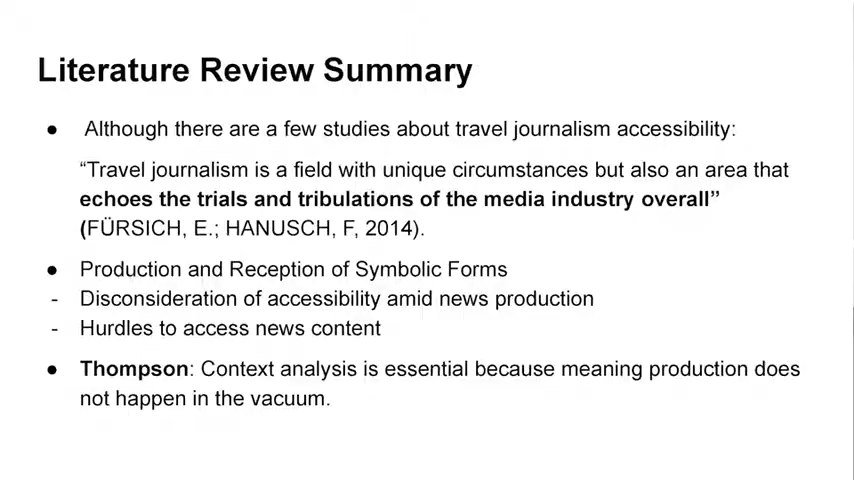 Literature Review Summary
● Although there are a few studies about travel journalism accessibility:
“Travel journalism is a field with unique circumstances but also an area that
echoes the trials and tribulations of the media industry overall”
(FÜRSICH, E.; HANUSCH, F, 2014).
● Production and Reception of Symbolic Forms
- Disconsideration of accessibility amid news production
- Hurdles to access news content
● Thompson: Context analysis is essential because meaning production does
not happen in the vacuum.